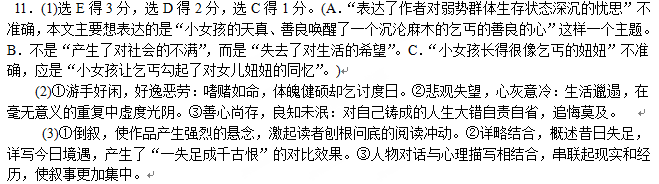 11．(1)选 E 得 3 分，选 D 得 2 分，选 C 得 1 分。(A．“表达了作者对弱势群体生存状态深沉的忧思”不
准确,本文主要想表达的是“小女孩的天真、善良唤醒了一个沉沦麻木的乞丐的善良的心”这样一个主题。
B．不是“产生了对社会的不满”，而是“失去了对生活的希望”。C．“小女孩长得很像乞丐的妞妞”不准
确，应是“小女孩让乞丐勾起了对女儿妞妞的同忆”。)
(2)①游手好闲，好逸恶劳：嗜赌如命，体魄健硕却乞讨度日。②悲观失望，心灰意冷：生活邋遢，在
毫无意义的重复中虚度光阴。③善心尚存，良知未泯：对自己铸成的人生大错自责自省，追悔莫及。
(3)①倒叙，使作品产生强烈的悬念，激起读者刨根问底的阅读冲动。②详略结合，概述昔日失足，
详写今日境遇，产生了“一失足成千古恨”的对比效果。③人物对话与心理描写相结合，串联起现实和经
历，使叙事更加集中。